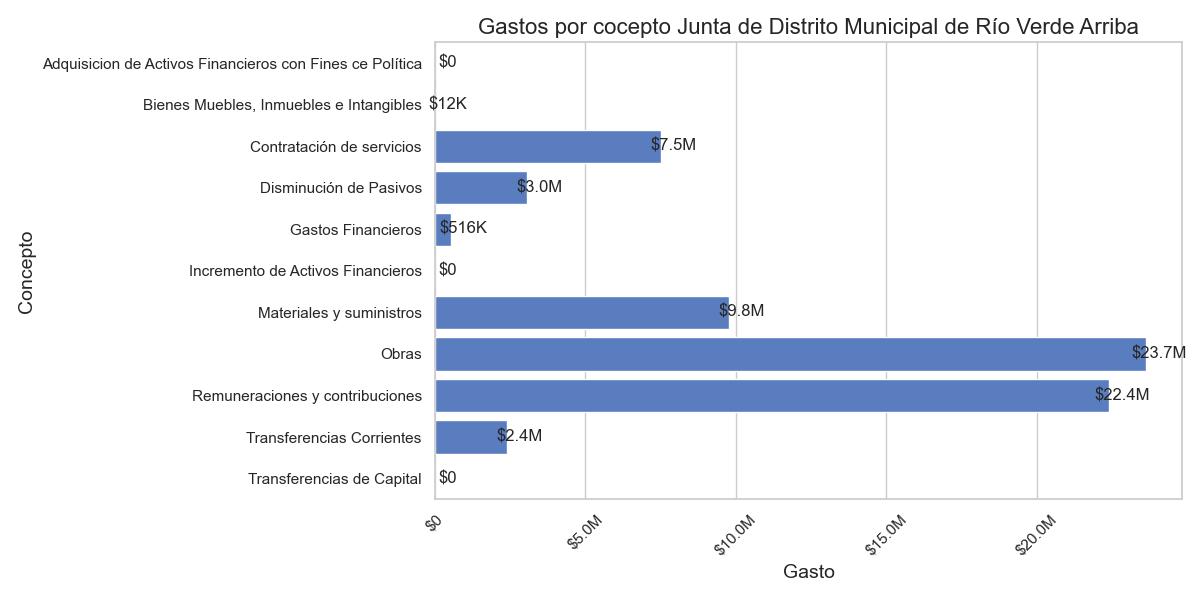 Gastos por cocepto Junta de Distrito Municipal de Río Verde Arriba
Adquisicion de Activos Financieros con Fines ce Política $0
Bienes Muebles, Inmuebles e Intangibles $12K
Contratación de servicios $7.5M
Disminución de Pasivos $3.0M
Gastos Financieros $516K
Incremento de Activos Financieros $0
Materiales y suministros $9.8M
Obras $23.7M
Remuneraciones y contribuciones $22.4M
Transferencias Corrientes $2.4M
Transferencias de Capital $0
Concepto
$0 $5.0M $10.0M $15.0M $20.0M
Gasto